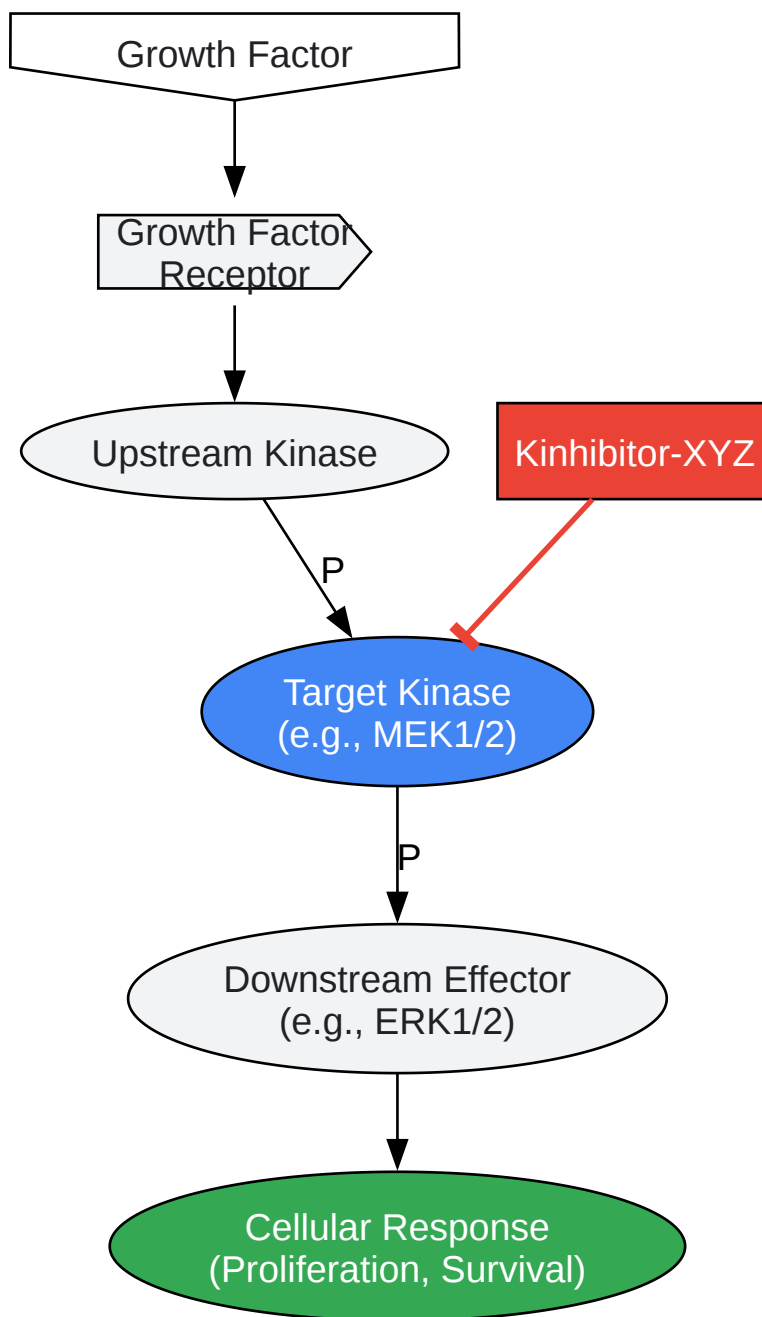 Growth Factor
Growth Factor
Receptor
Upstream Kinase
Kinhibitor-XYZ
P
Target Kinase
(e.g., MEK1/2)
P
Downstream Effector
(e.g., ERK1/2)
Cellular Response
(Proliferation, Survival)